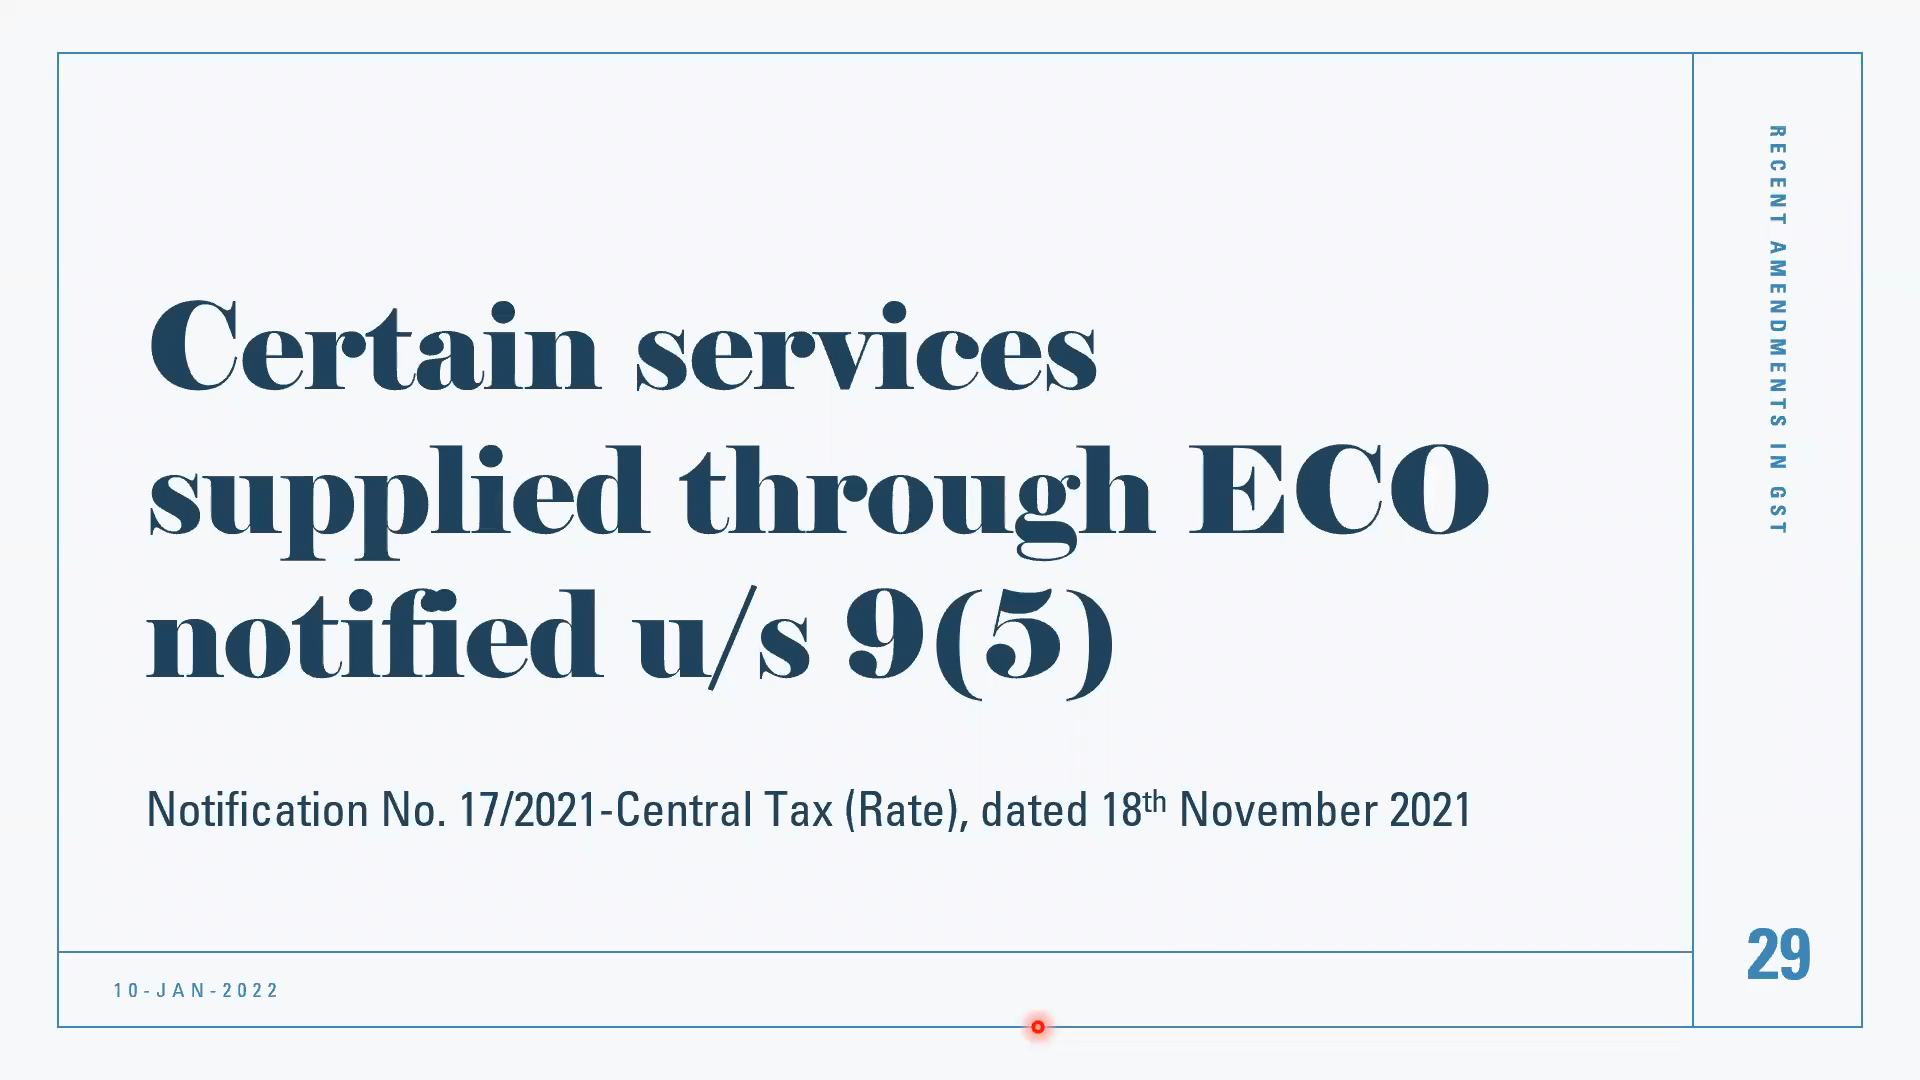 Certain services
supplied through ECO
notified u/s 9(5)
Notification No. 17/2021-Central Tax (Rate), dated 18th November 2021
RECENT AMENDMENTS IN GST
10-JAN-2022
29